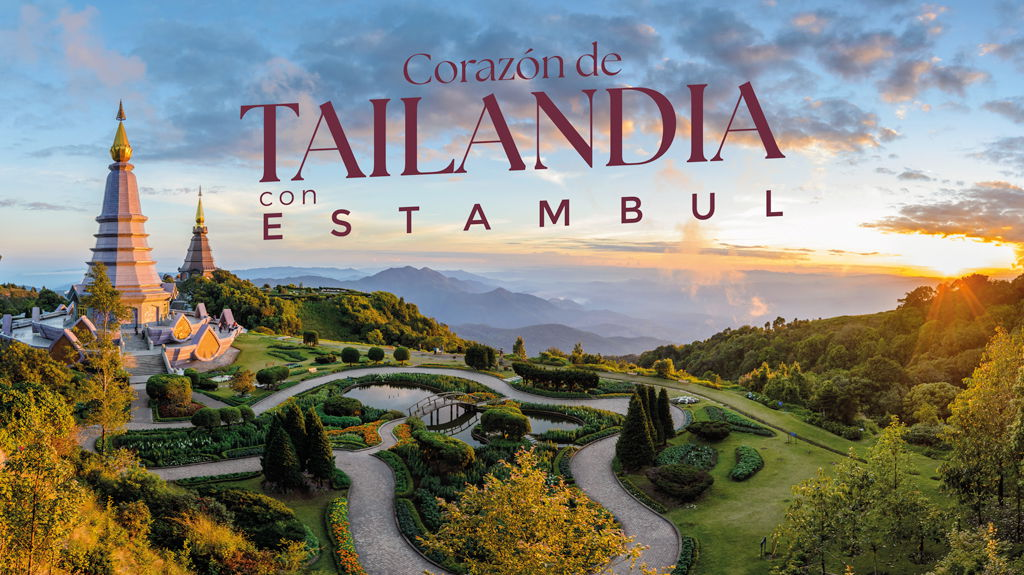 Corazón de
TAILANDIA
con
ESTAMBUL